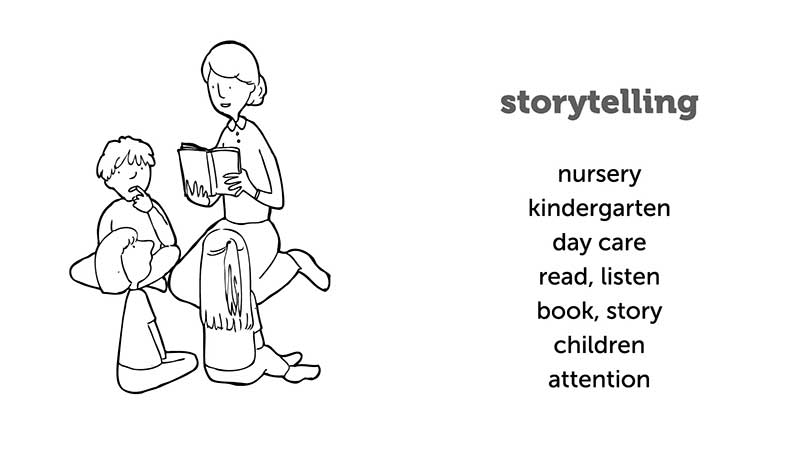 storytelling
nursery
kindergarten
day care
read, listen
book, story
children
attention